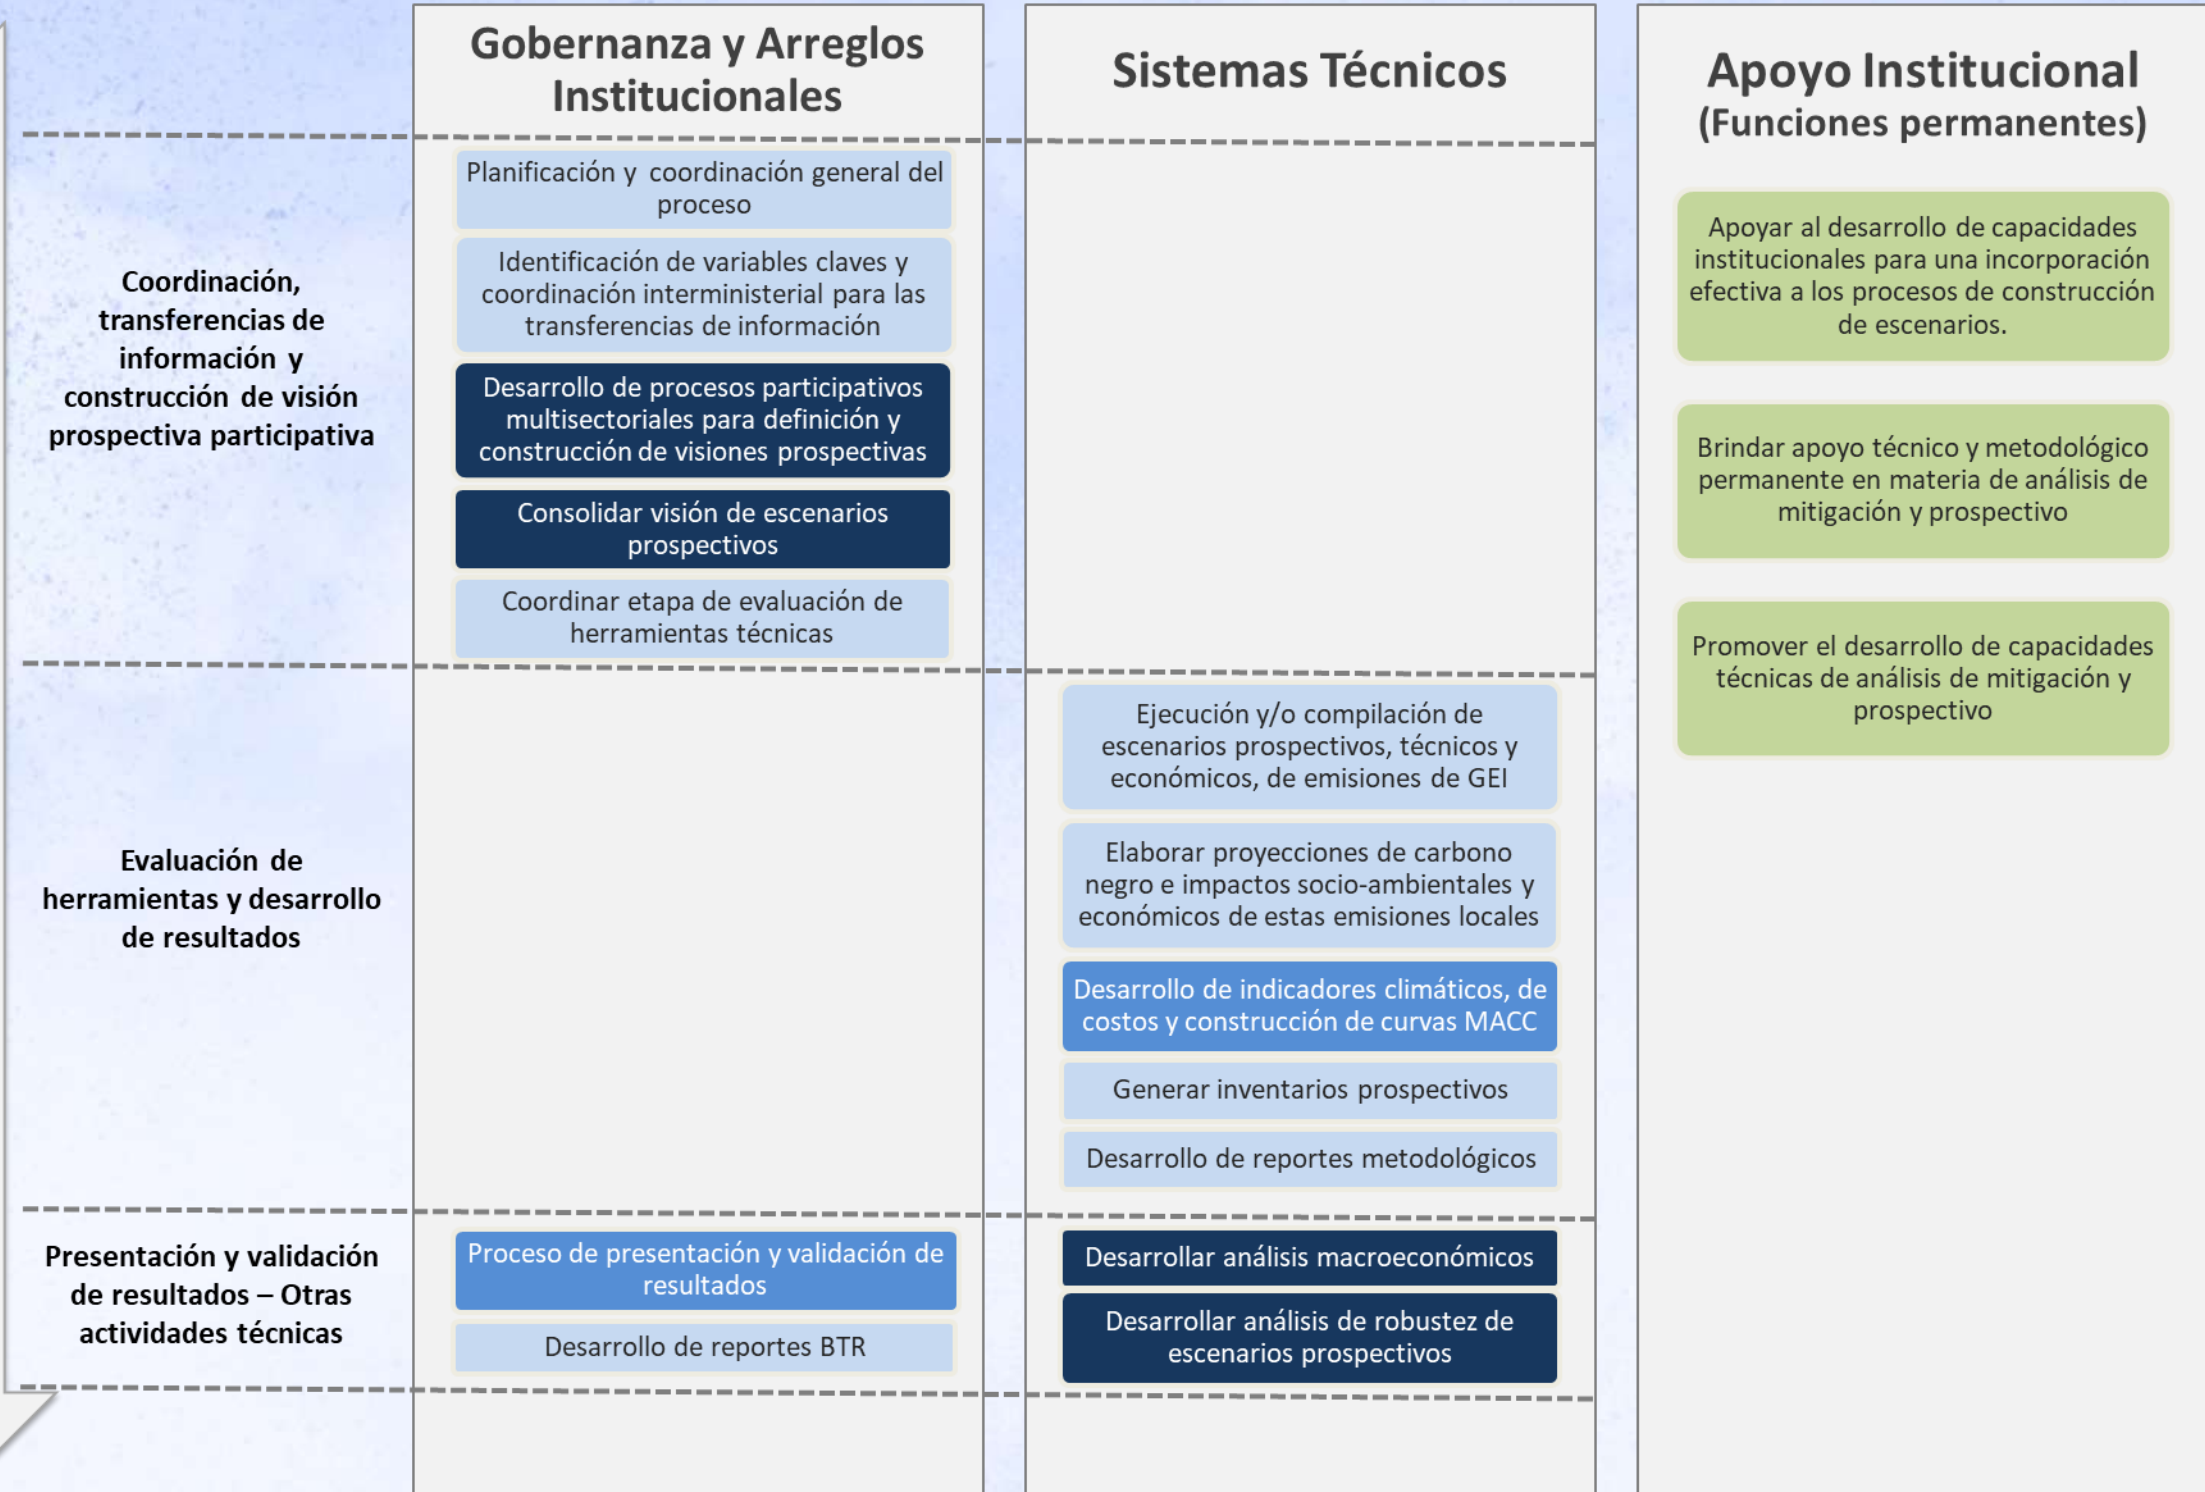 Gobernanza y Arreglos
Institucionales
Sistemas Técnicos
Apoyo Institucional
(Funciones permanentes)
Coordinación,
transferencias de
información y
construcción de visión
prospectiva participativa
Planificación y coordinación general del
proceso
Identificación de variables claves y
coordinación interministerial para las
transferencias de información
Desarrollo de procesos participativos
multisectoriales para definición y
construcción de visiones prospectivas
Consolidar visión de escenarios
prospectivos
Coordinar etapa de evaluación de
herramientas técnicas
Apoyar al desarrollo de capacidades
institucionales para una incorporación
efectiva a los procesos de construcción
de escenarios.
Brindar apoyo técnico y metodológico
permanente en materia de análisis de
mitigación y prospectivo
Promover el desarrollo de capacidades
técnicas de análisis de mitigación y
prospectivo
Evaluación de
herramientas y desarrollo
de resultados
Ejecución y/o compilación de
escenarios prospectivos, técnicos y
económicos, de emisiones de GEI
Elaborar proyecciones de carbono
negro e impactos socio-ambientales y
económicos de estas emisiones locales
Desarrollo de indicadores climáticos, de
costos y construcción de curvas MACC
Generar inventarios prospectivos
Desarrollo de reportes metodológicos
Presentación y validación
de resultados – Otras
actividades técnicas
Proceso de presentación y validación de
resultados
Desarrollo de reportes BTR
Desarrollar análisis macroeconómicos
Desarrollar análisis de robustez de
escenarios prospectivos